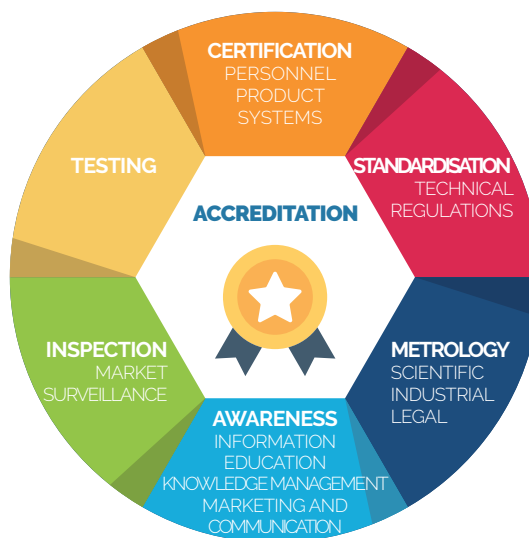 CERTIFICATION
PERSONNEL
PRODUCT
SYSTEMS
STANDARDISATION
TECHNICAL
REGULATIONS
METROLOGY
SCIENTIFIC
INDUSTRIAL
LEGAL
AWARENESS
INFORMATION
EDUCATION
KNOWLEDGE MANAGEMENT
MARKETING AND
COMMUNICATION
INSPECTION
MARKET
SURVEILLANCE
TESTING
ACCREDITATION